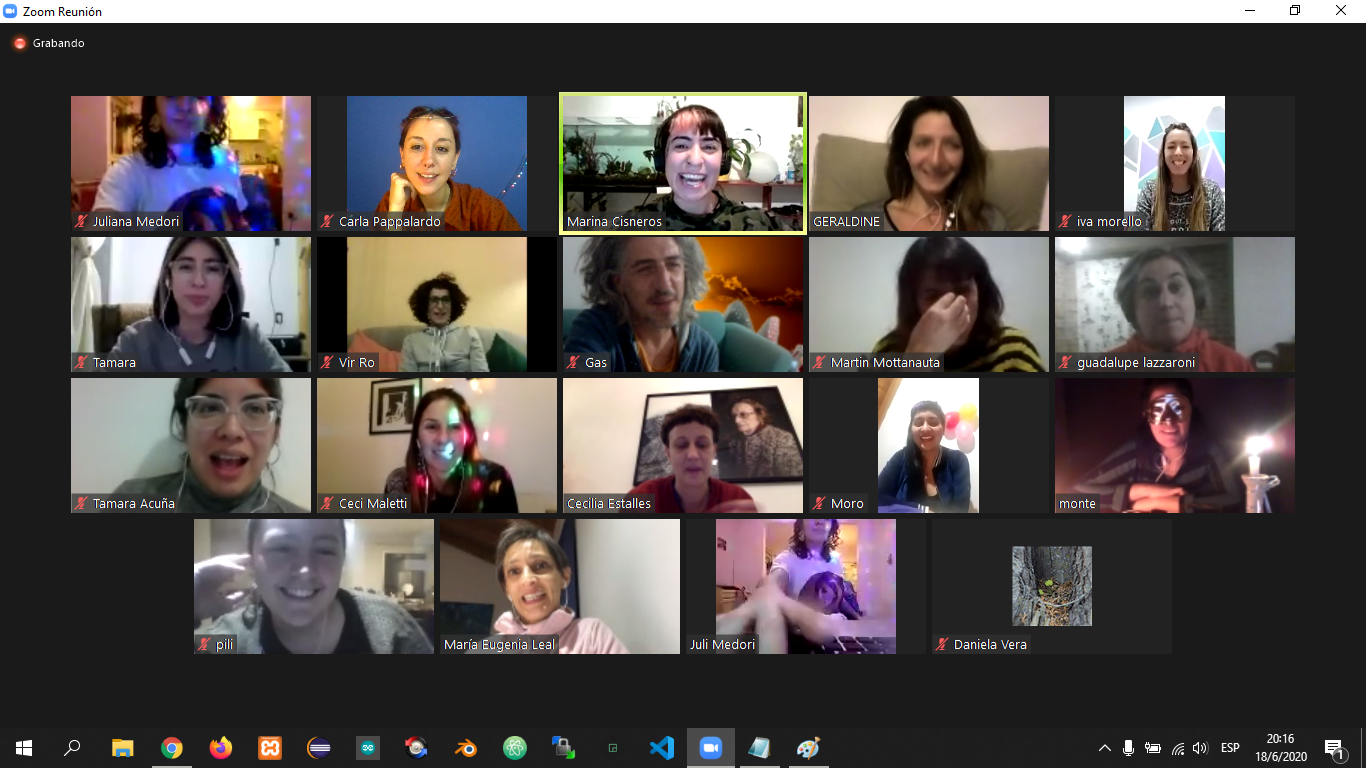 Zoom Reunión
Grabando
Juliana Medori
Carla Pappalardo
Marina Cisneros
GERALDINE
iva morello
Tamara
Vir Ro
Gas
Martin Mottanauta
guadalupe lazzaroni
Tamara Acuña
Ceci Maletti
Cecilia Estalles
Moro
monte
pili
María Eugenia Leal
Juli Medori
Daniela Vera
ESP
20:16
18/6/2020
1